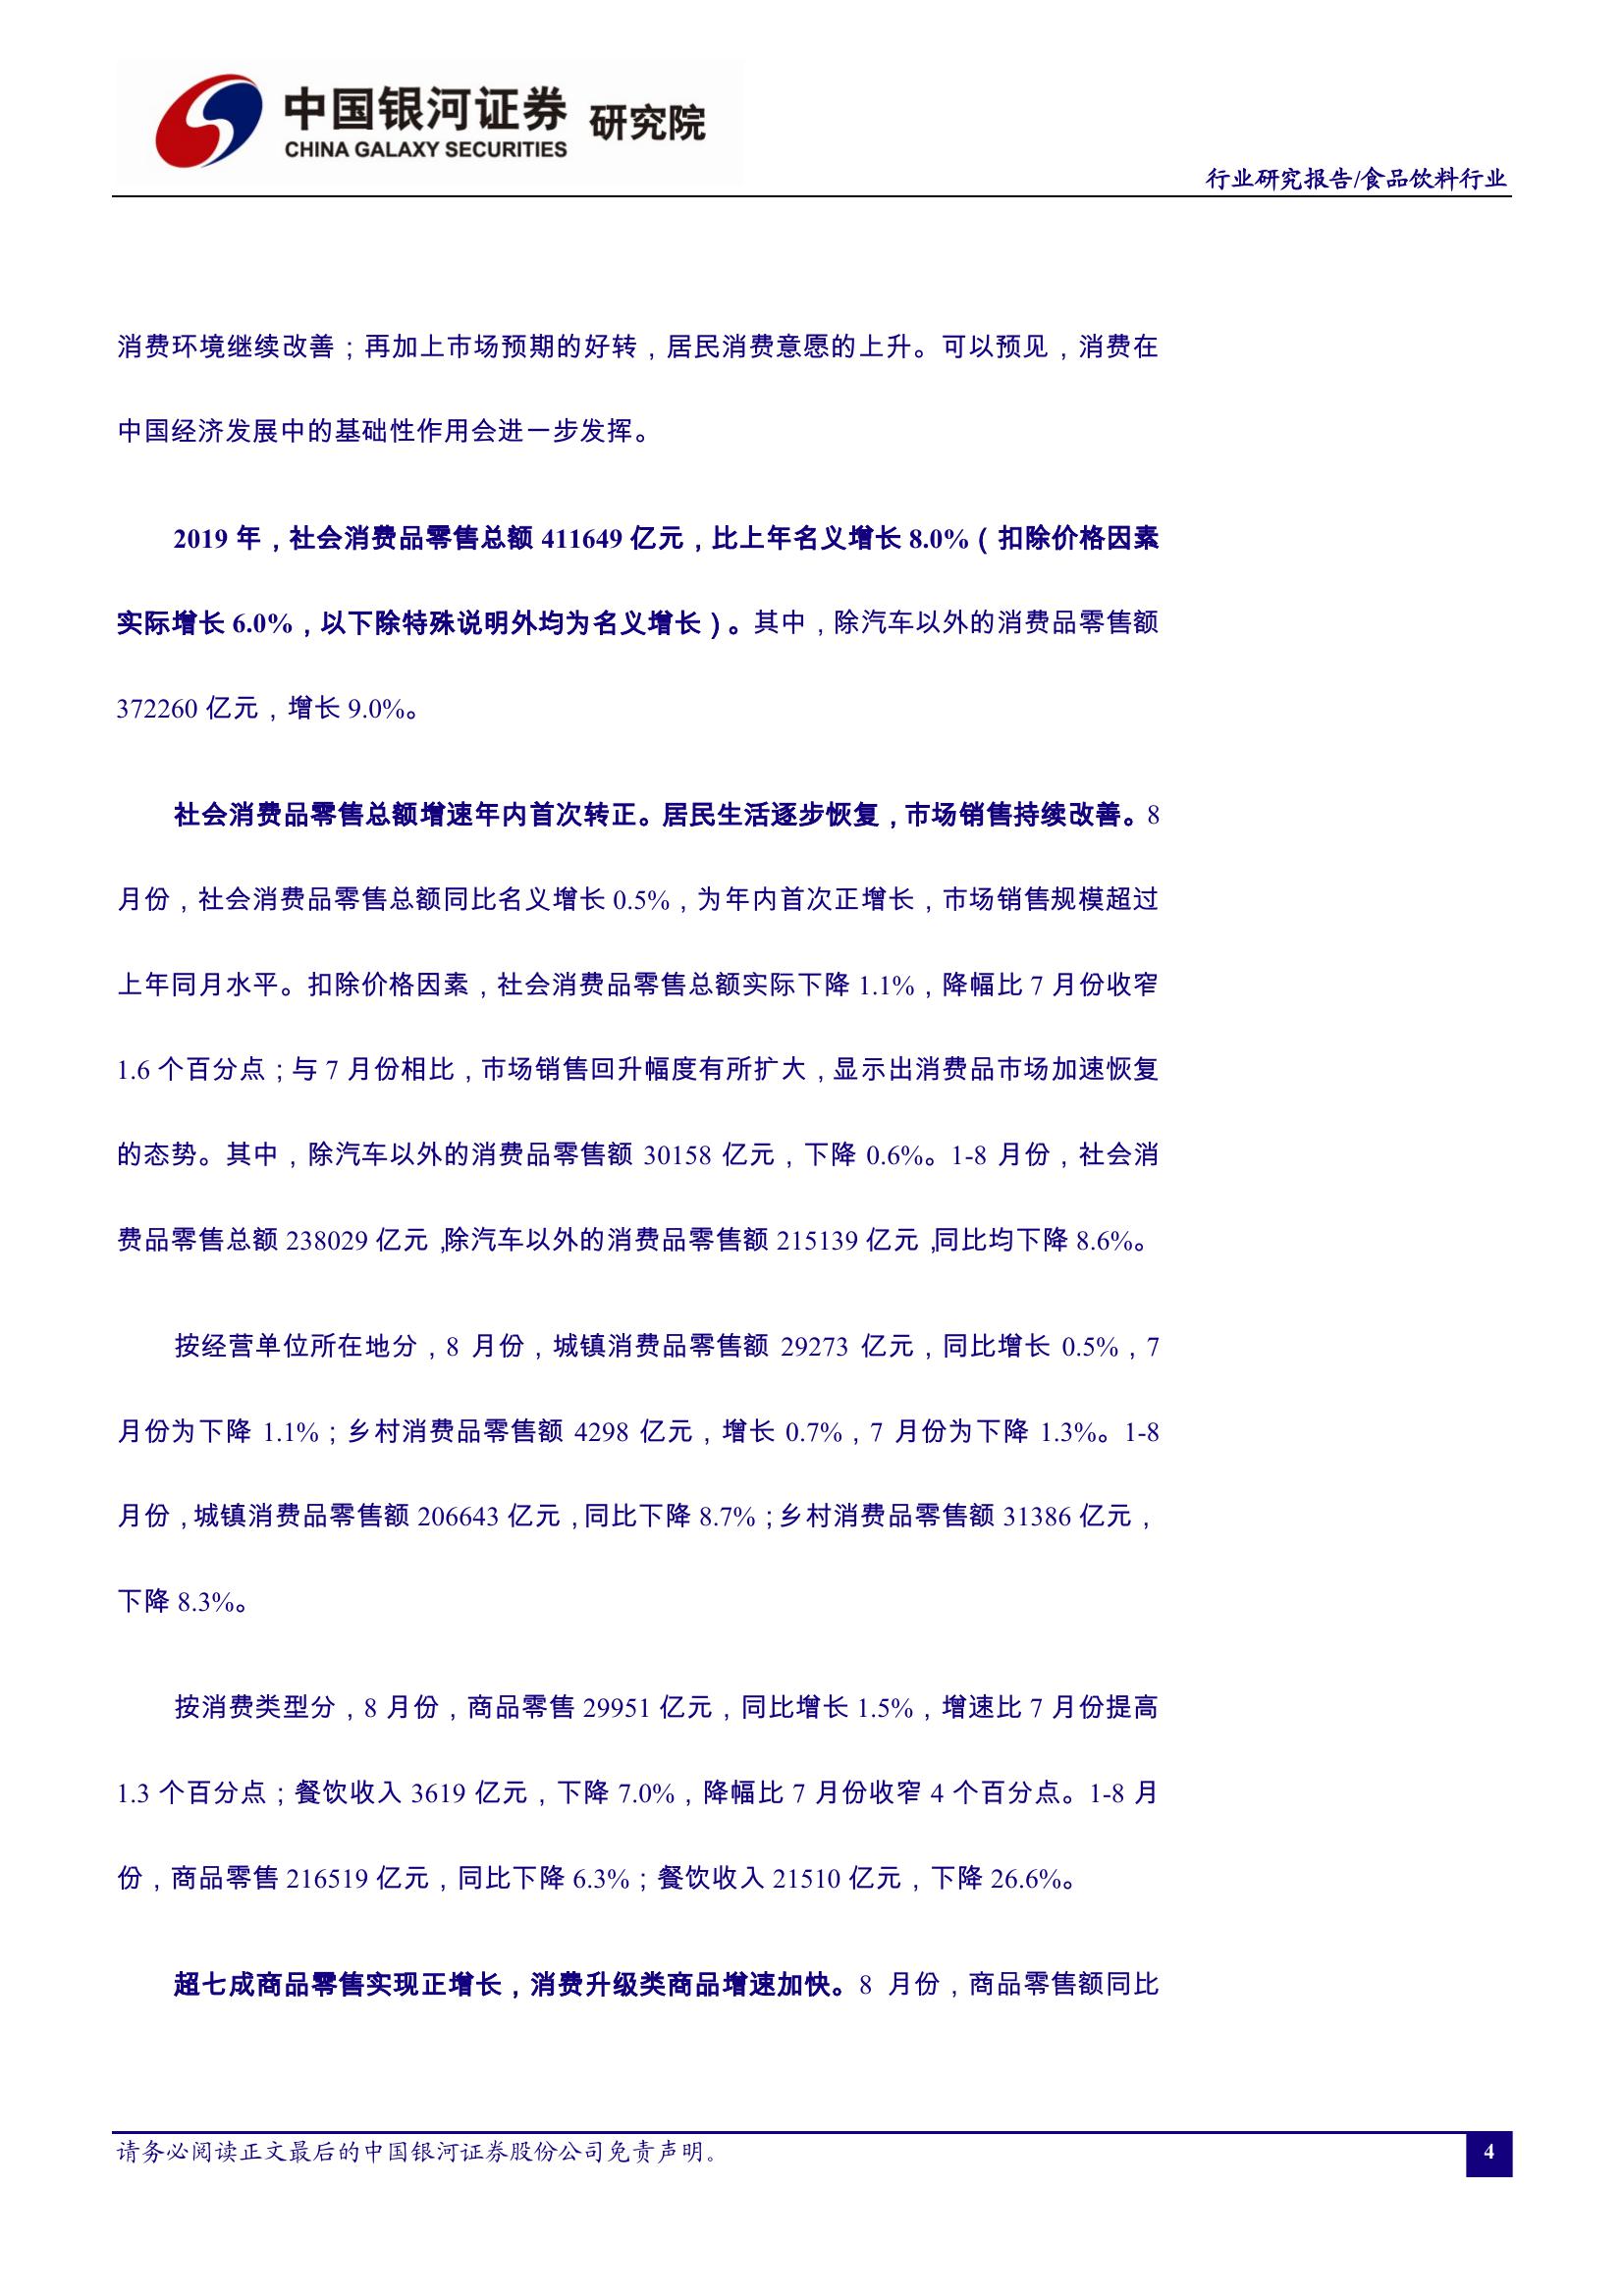 中国银河证券 研究院
CHINA GALAXY SECURITIES
行业研究报告/食品饮料行业
消费环境继续改善；再加上市场预期的好转，居民消费意愿的上升。可以预见，消费在
中国经济发展中的基础性作用会进一步发挥。
2019 年，社会消费品零售总额 411649 亿元，比上年名义增长 8.0%（扣除价格因素
实际增长 6.0%，以下除特殊说明外均为名义增长）。其中，除汽车以外的消费品零售额
372260 亿元，增长 9.0%。
社会消费品零售总额增速年内首次转正。居民生活逐步恢复，市场销售持续改善。8
月份，社会消费品零售总额同比名义增长 0.5%，为年内首次正增长，市场销售规模超过
上年同月水平。扣除价格因素，社会消费品零售总额实际下降 1.1%，降幅比 7 月份收窄
1.6 个百分点；与 7 月份相比，市场销售回升幅度有所扩大，显示出消费品市场加速恢复
的态势。其中，除汽车以外的消费品零售额 30158 亿元，下降 0.6%。1-8 月份，社会消
费品零售总额 238029 亿元，除汽车以外的消费品零售额 215139 亿元，同比均下降 8.6%。
按经营单位所在地分，8 月份，城镇消费品零售额 29273 亿元，同比增长 0.5%，7
月份为下降 1.1%；乡村消费品零售额 4298 亿元，增长 0.7%，7 月份为下降 1.3%。1-8
月份，城镇消费品零售额 206643 亿元，同比下降 8.7%；乡村消费品零售额 31386 亿元，
下降 8.3%。
按消费类型分，8 月份，商品零售 29951 亿元，同比增长 1.5%，增速比 7 月份提高
1.3 个百分点；餐饮收入 3619 亿元，下降 7.0%，降幅比 7 月份收窄 4 个百分点。1-8 月
份，商品零售 216519 亿元，同比下降 6.3%；餐饮收入 21510 亿元，下降 26.6%。
超七成商品零售实现正增长，消费升级类商品增速加快。8 月份，商品零售额同比
请务必阅读正文最后的中国银河证券股份公司免责声明。
4